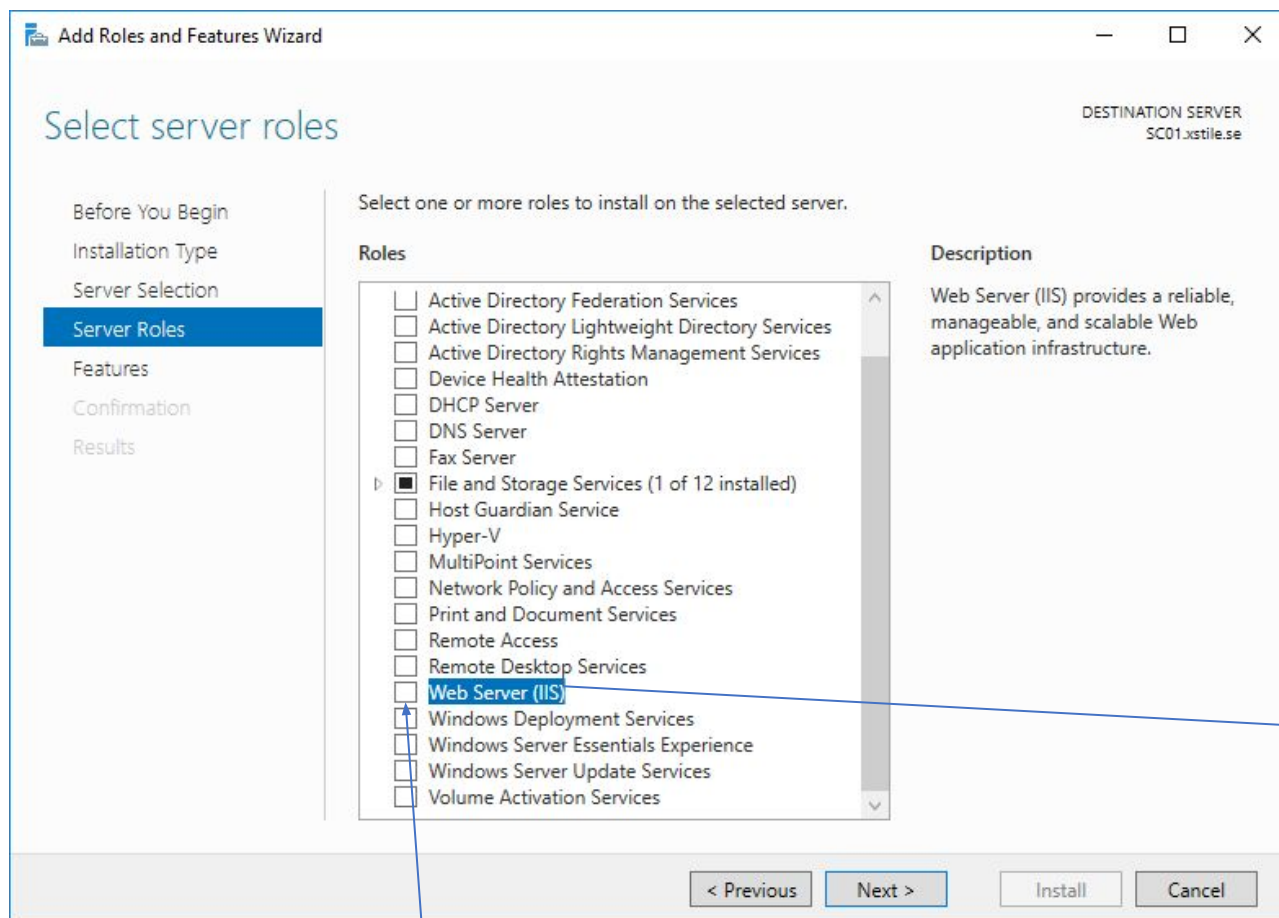 Add Roles and Features Wizard
Select server roles
DESTINATION SERVER
SC01.xstile.se
Before You Begin
Installation Type
Server Selection
Server Roles
Features
Confirmation
Results
Select one or more roles to install on the selected server.
Roles
Active Directory Federation Services
Active Directory Lightweight Directory Services
Active Directory Rights Management Services
Device Health Attestation
DHCP Server
DNS Server
Fax Server
File and Storage Services (1 of 12 installed)
Host Guardian Service
Hyper-V
MultiPoint Services
Network Policy and Access Services
Print and Document Services
Remote Access
Remote Desktop Services
Web Server (IIS)
Windows Deployment Services
Windows Server Essentials Experience
Windows Server Update Services
Volume Activation Services
Description
Web Server (IIS) provides a reliable,
manageable, and scalable Web
application infrastructure.
< Previous
Next >
Install
Cancel